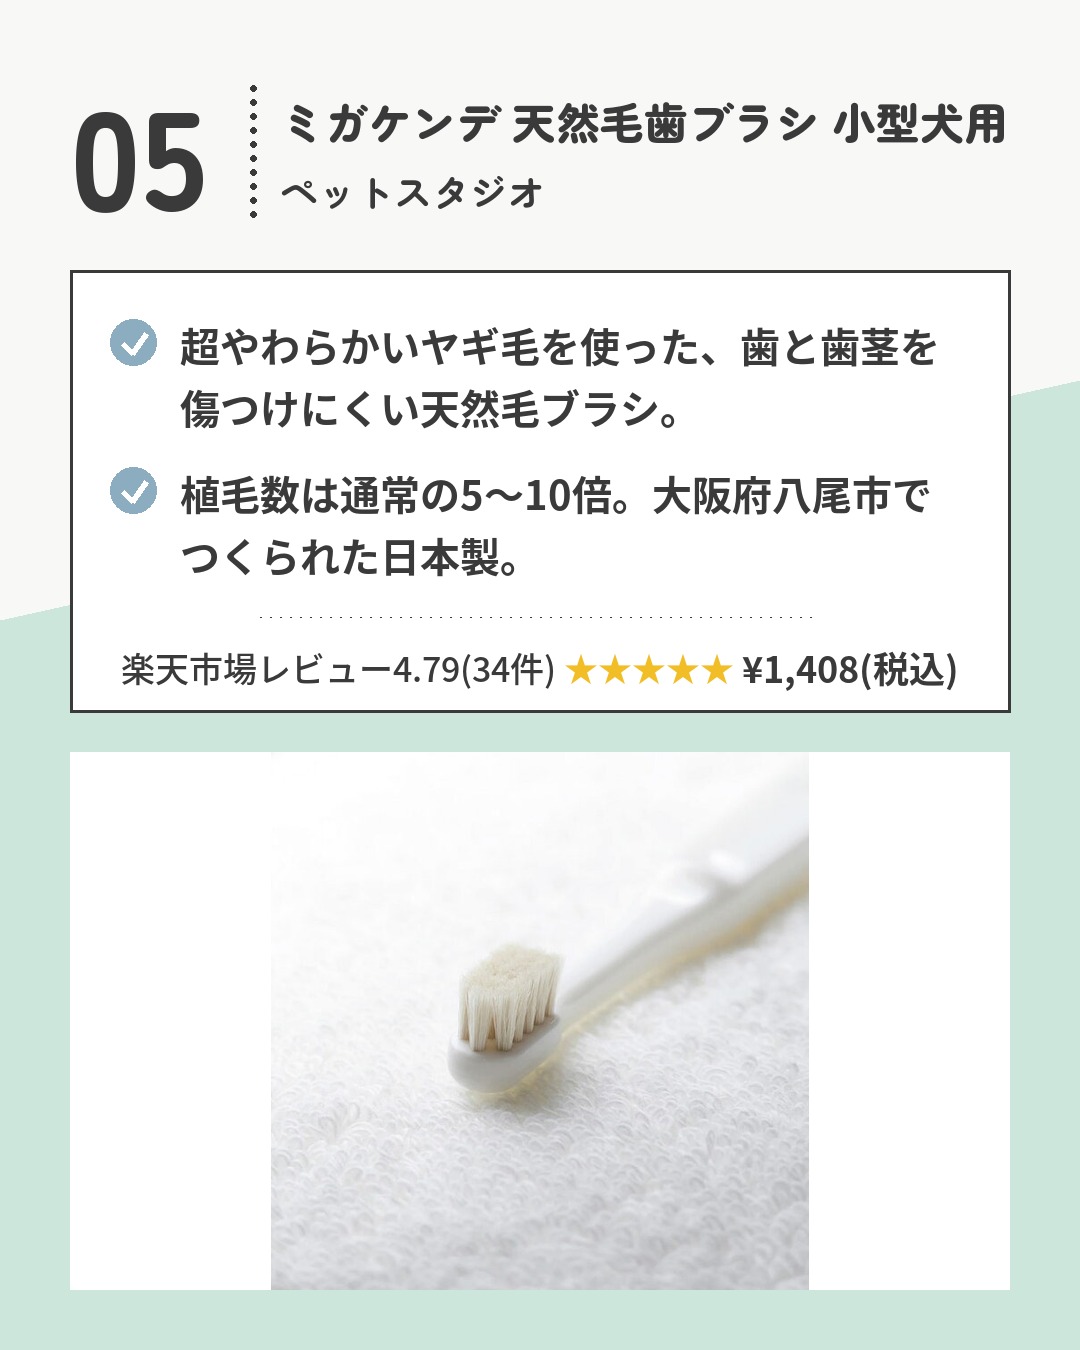 05
ミガケンデ 天然毛歯ブラシ 小型犬用
ペットスタジオ
超やわらかいヤギ毛を使った、歯と歯茎を
傷つけにくい天然毛ブラシ。
植毛数は通常の5〜10倍。大阪府八尾市で
つくられた日本製。
楽天市場レビュー4.79(34件) ★★★★★ ¥1,408(税込)